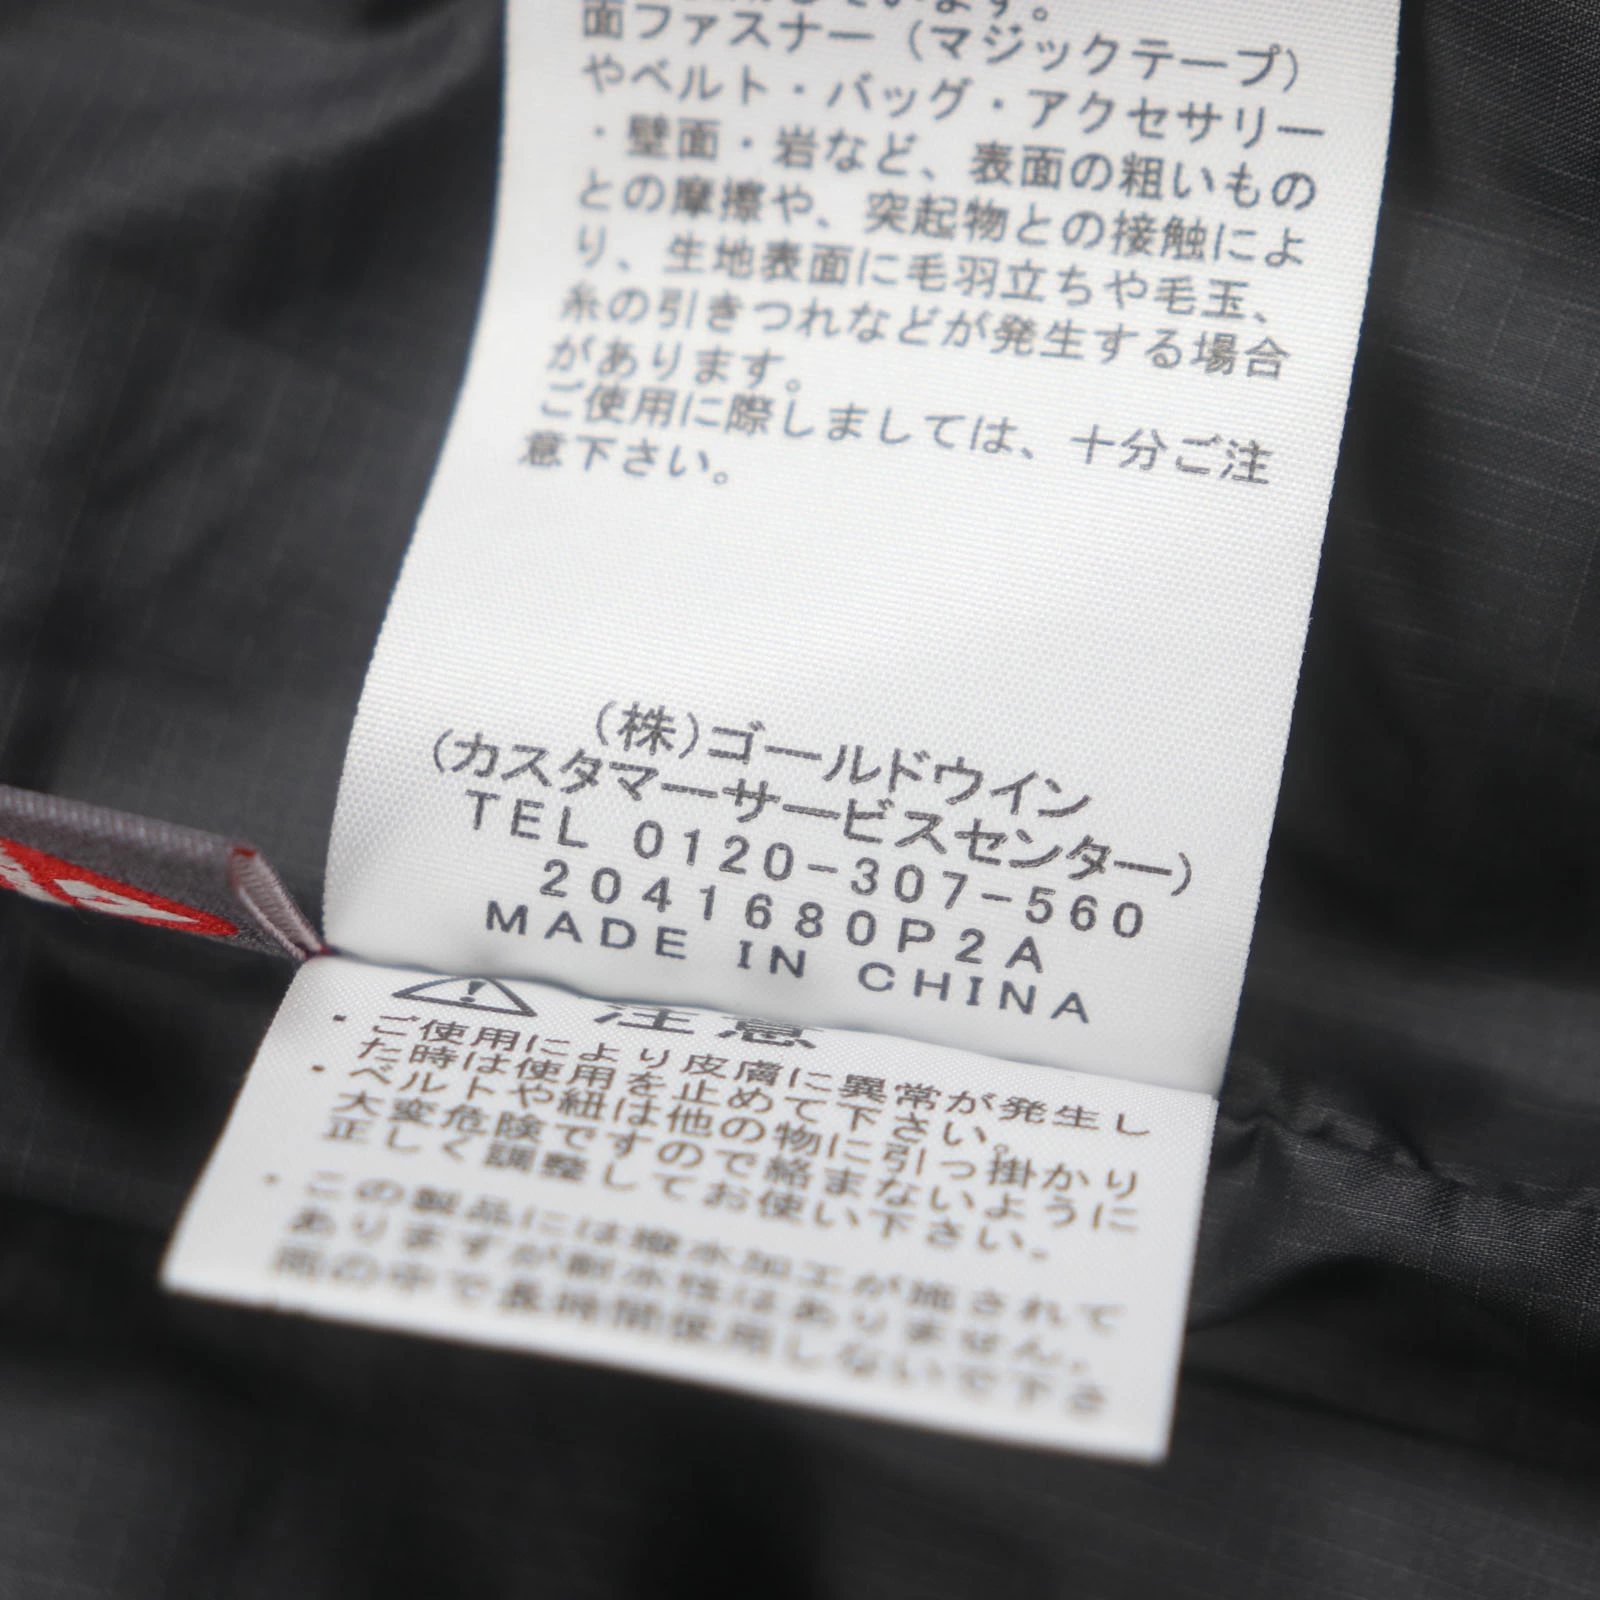 います。
面ファスナー（マジックテープ）
やベルト・バッグ・アクセサリー
・壁面・岩など、表面の粗いもの
との摩擦や、突起物との接触によ
り、生地表面に毛羽立ちや毛玉、
糸の引きつれなどが発生する場合
があります。
ご使用に際しましては、十分ご注
意下さい。
(株)ゴールドウイン
(カスタマーサービスセンター)
TEL 0120-307-560
2041680P2A
MADE IN CHINA
注意
・ご使用により皮膚に異常が発生し
た時は使用を止めて下さい。
・ベルトや紐は他の物に引っ掛かり
大変危険ですので絡まないように
正しく調整してお使い下さい。
・この製品には撥水加工が施されて
ありますが耐水性はありません。
雨の中で長時間使用しないで下さ